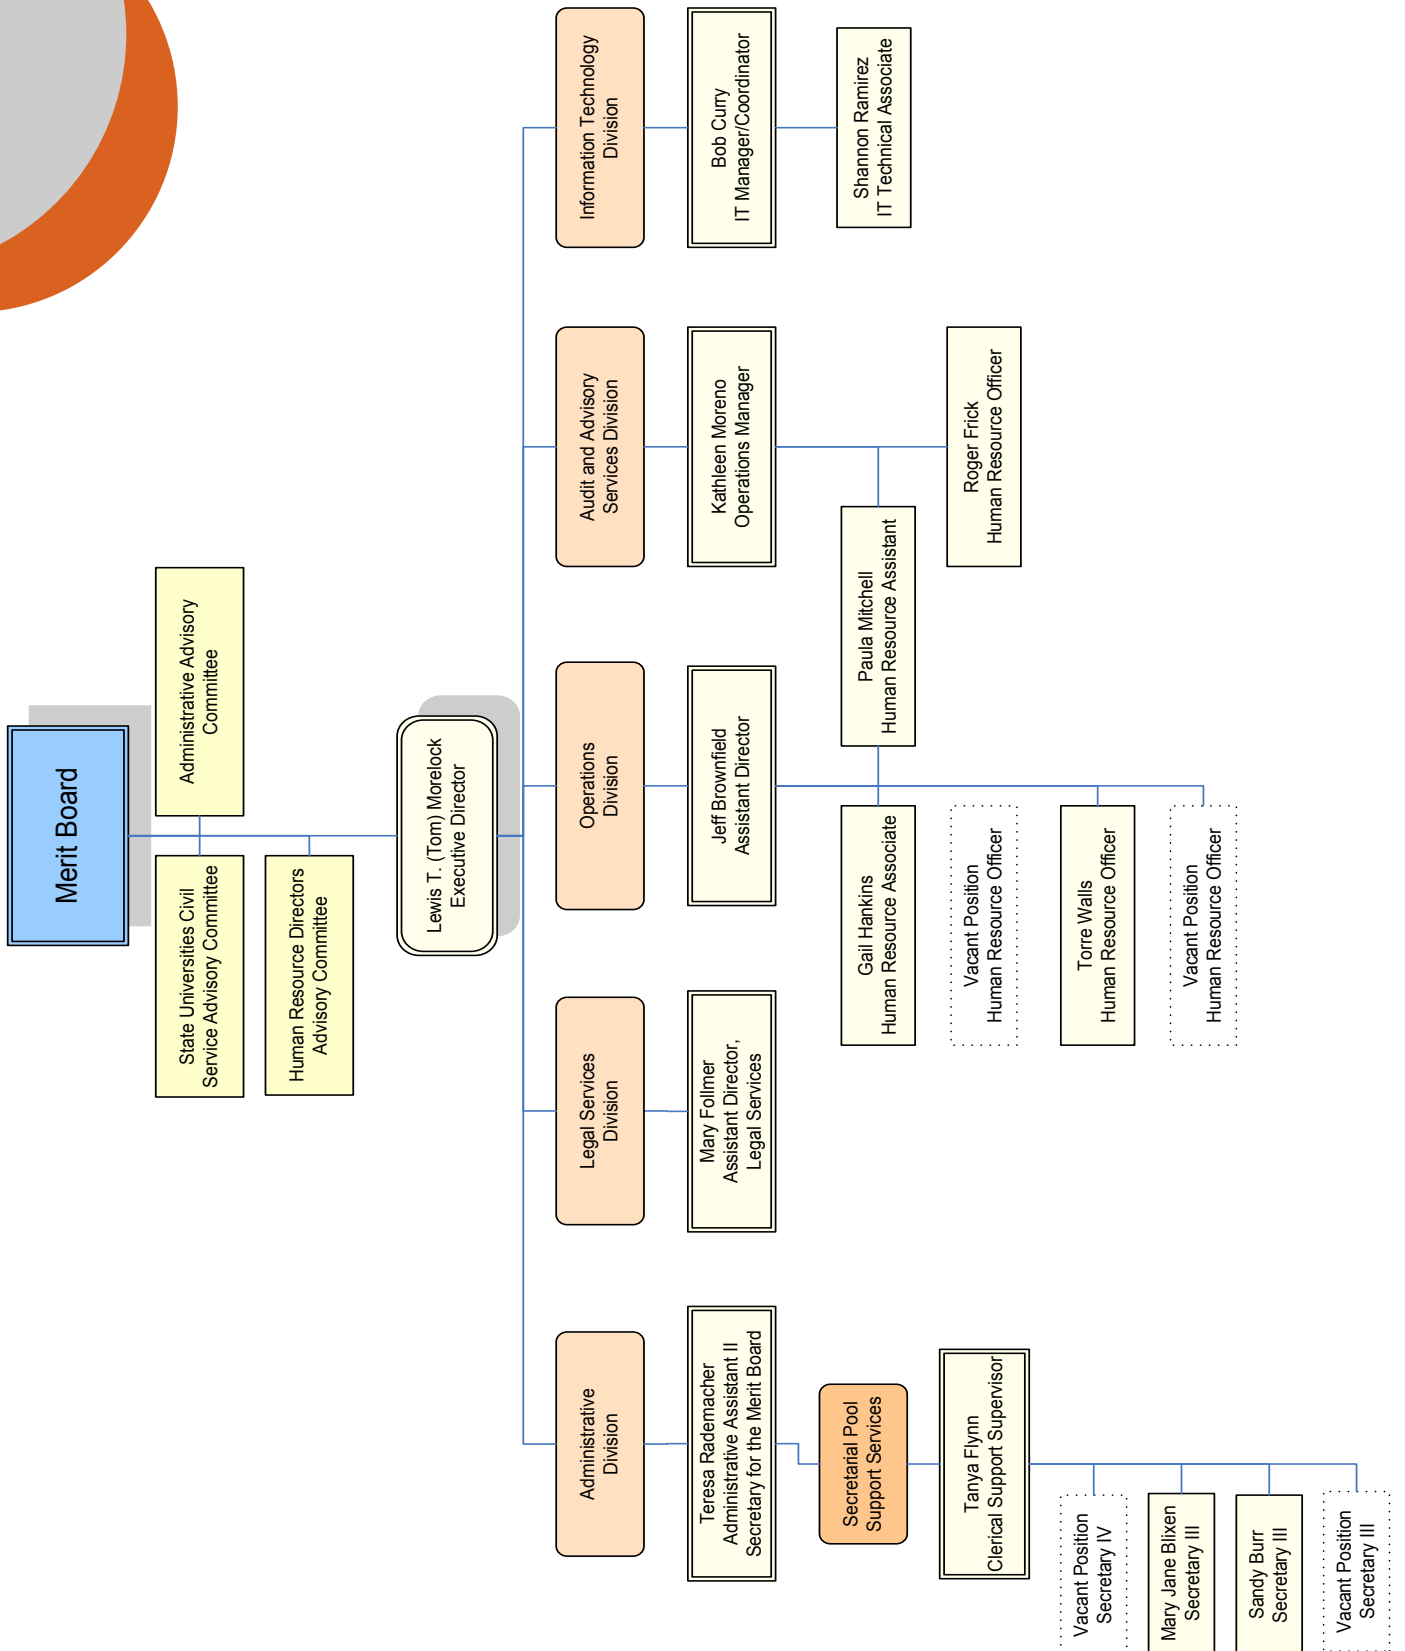 Merit Board
State Universities Civil
Service Advisory Committee
Administrative Advisory
Committee
Human Resource Directors
Advisory Committee
Lewis T. (Tom) Morelock
Executive Director
Administrative
Division
Legal Services
Division
Operations
Division
Audit and Advisory
Services Division
Information Technology
Division
Teresa Rademacher
Administrative Assistant II
Secretary for the Merit Board
Mary Follmer
Assistant Director,
Legal Services
Jeff Brownfield
Assistant Director
Kathleen Moreno
Operations Manager
Bob Curry
IT Manager/Coordinator
Secretarial Pool
Support Services
Gail Hankins
Human Resource Associate
Paula Mitchell
Human Resource Assistant
Shannon Ramirez
IT Technical Associate
Tanya Flynn
Clerical Support Supervisor
Vacant Position
Human Resource Officer
Roger Frick
Human Resource Officer
Vacant Position
Secretary IV
Torre Walls
Human Resource Officer
Mary Jane Blixen
Secretary III
Vacant Position
Human Resource Officer
Sandy Burr
Secretary III
Vacant Position
Secretary III